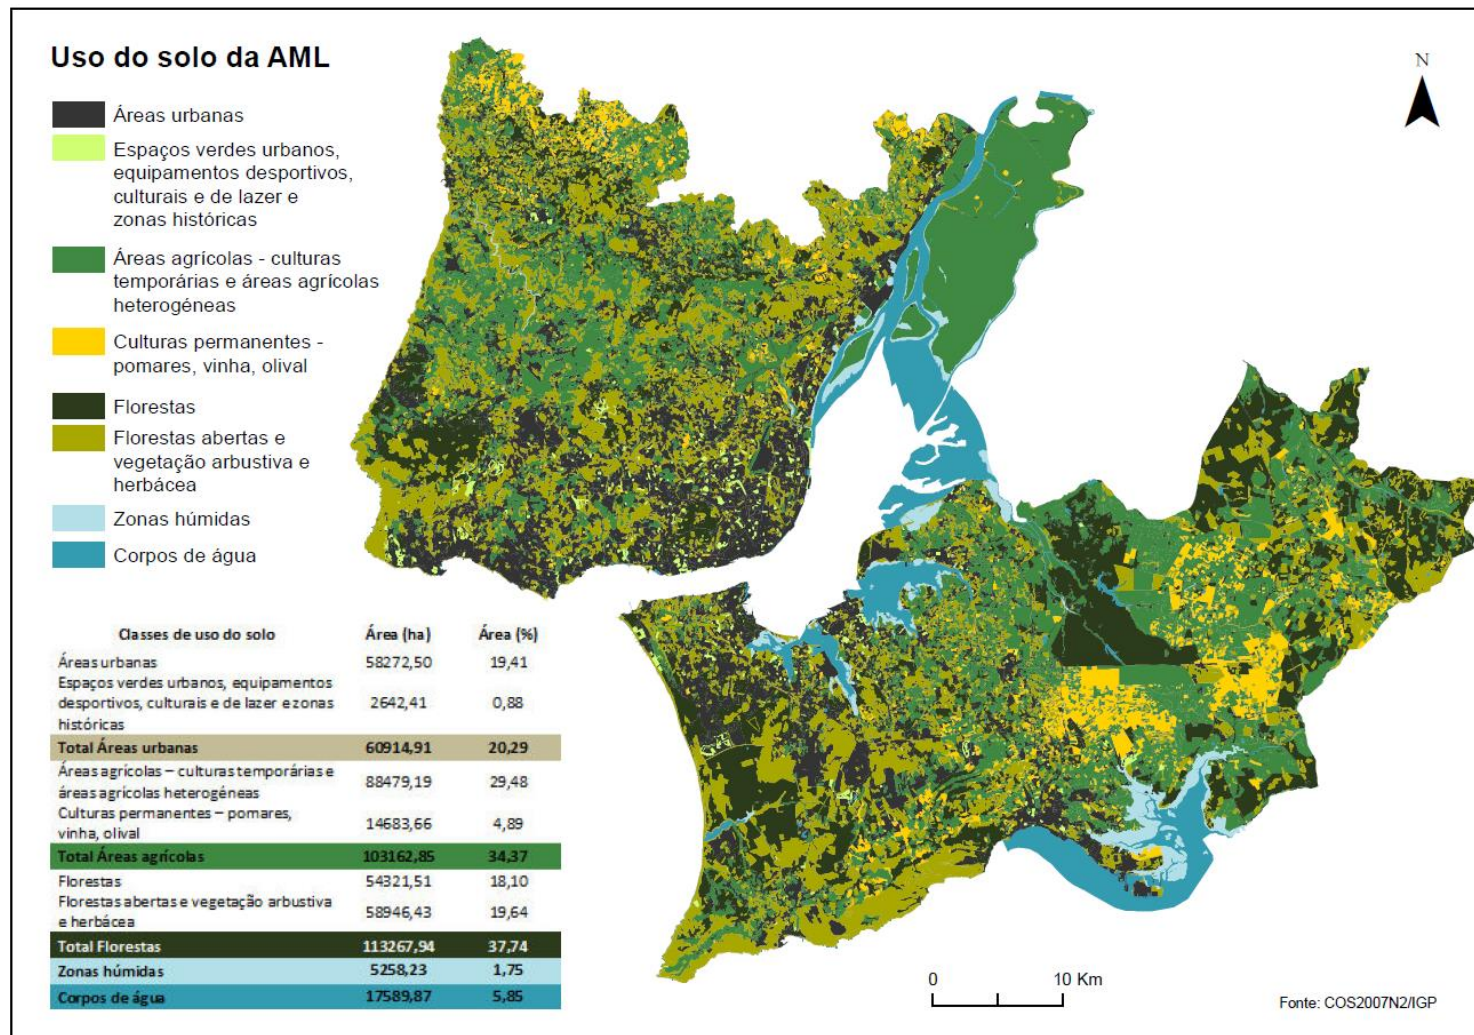 Uso do solo da AML
N
Áreas urbanas
Espaços verdes urbanos,
equipamentos desportivos,
culturais e de lazer e
zonas históricas
Áreas agrícolas - culturas
temporárias e áreas agrícolas
heterogéneas
Culturas permanentes -
pomares, vinha, olival
Florestas
Florestas abertas e
vegetação arbustiva e
herbácea
Zonas húmidas
Corpos de água
Classes de uso do solo Área (ha) Área (%)
Áreas urbanas 58272,50 19,41
Espaços verdes urbanos, equipamentos
desportivos, culturais e de lazer e zonas 2642,41 0,88
históricas
Total Áreas urbanas 60914,91 20,29
Áreas agrícolas – culturas temporárias e
áreas agrícolas heterogéneas 88479,19 29,48
Culturas permanentes – pomares,
vinha, olival 14683,66 4,89
Total Áreas agrícolas 103162,85 34,37
Florestas 54321,51 18,10
Florestas abertas e vegetação arbustiva
e herbácea 58946,43 19,64
Total Florestas 113267,94 37,74
Zonas húmidas 5258,23 1,75
Corpos de água 17589,87 5,85
0 10 Km
Fonte: COS2007N2/IGP